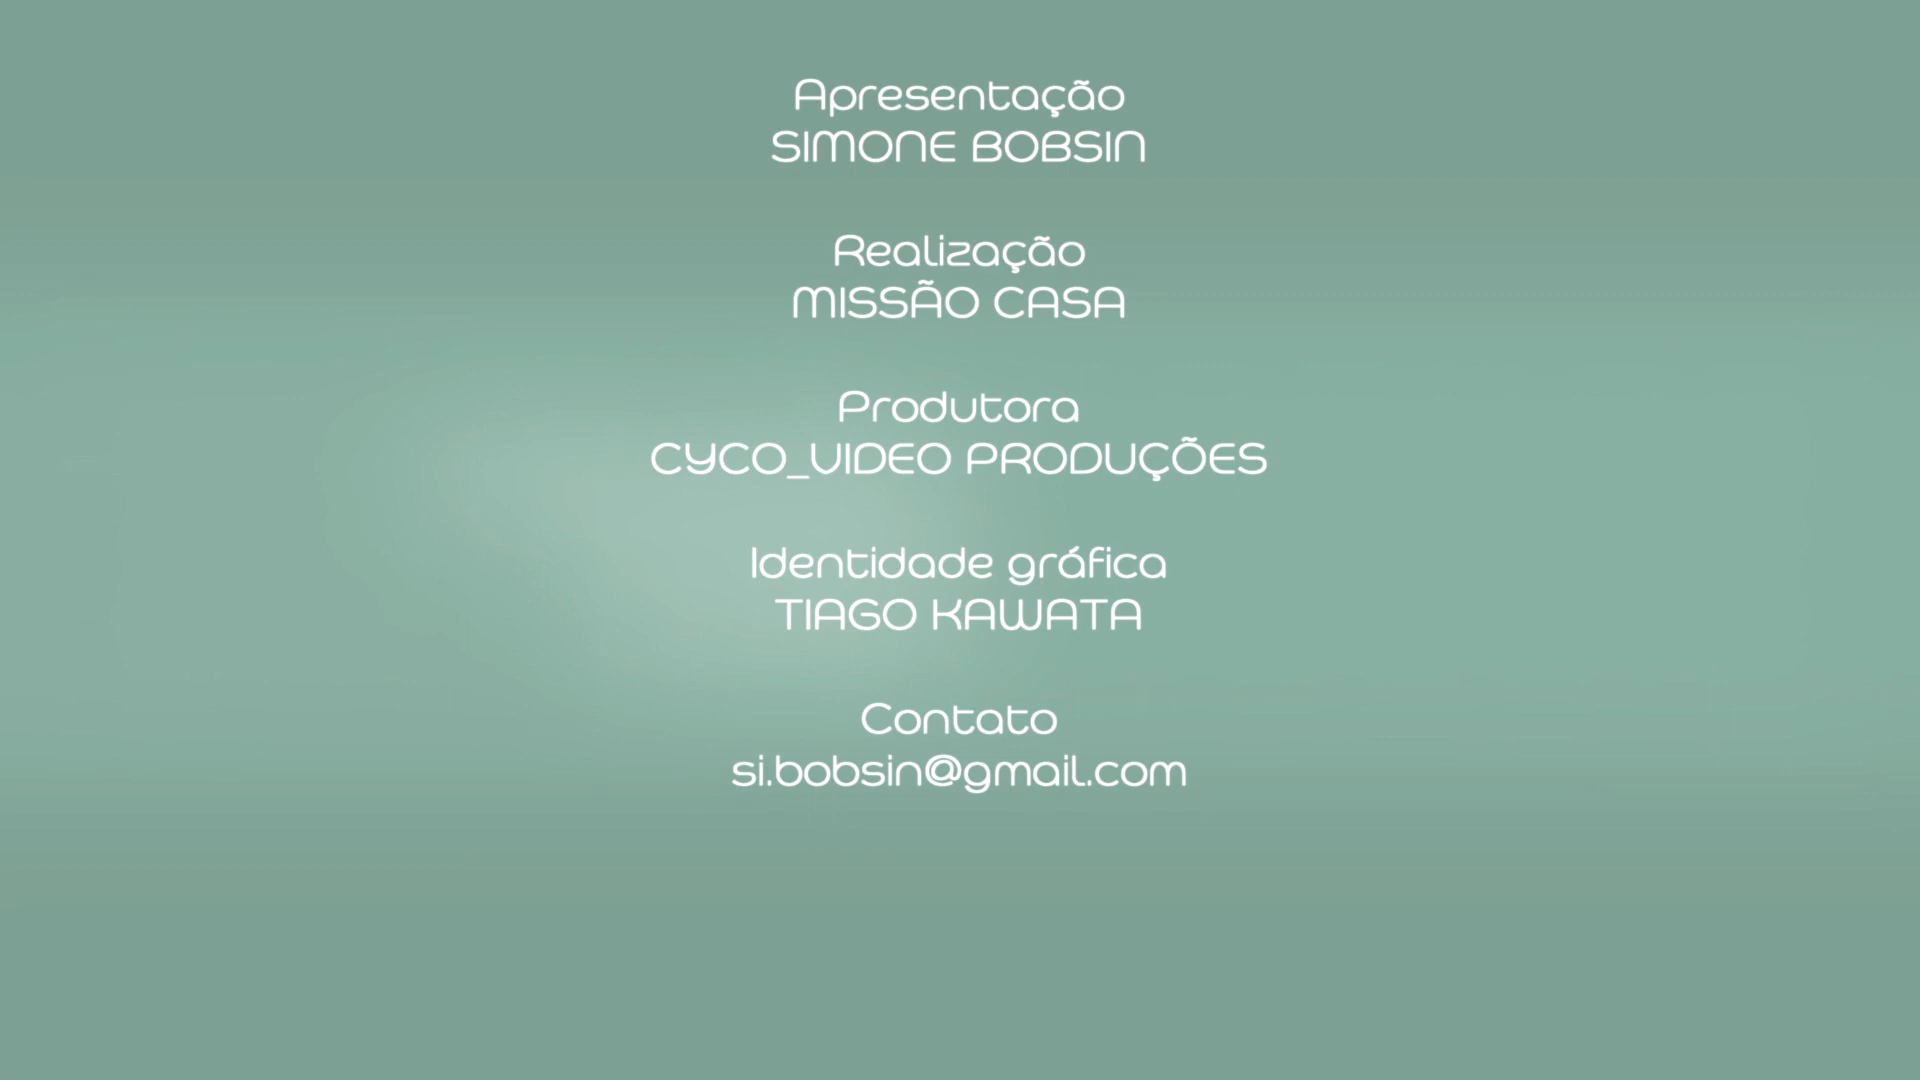 Apresentação
SIMONE BOBSIN
Realização
MISSÃO CASA
Produtora
CYCO_VIDEO PRODUÇÕES
Identidade gráfica
TIAGO KAWATA
Contato
si.bobsin@gmail.com